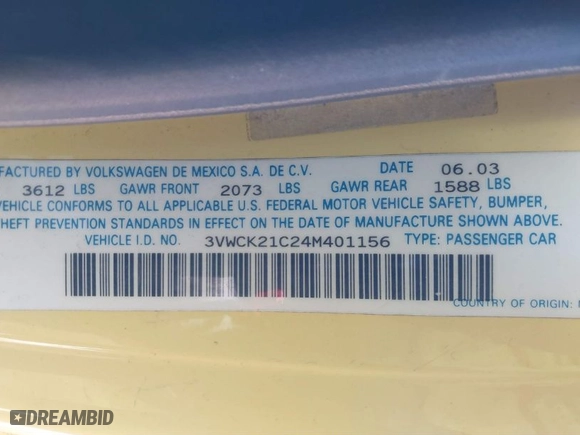 FACTURED BY VOLKSWAGEN DE MEXICO S.A. DE C.V. DATE 06.03
3612 LBS GAWR FRONT 2073 LBS GAWR REAR 1588 LBS
VEHICLE CONFORMS TO ALL APPLICABLE U.S. FEDERAL MOTOR VEHICLE SAFETY, BUMPER,
THEFT PREVENTION STANDARDS IN EFFECT ON THE DATE OF MANUFACTURE SHOWN ABOVE.
VEHICLE I.D. NO. 3VWCK21C24M401156 TYPE: PASSENGER CAR
COUNTRY OF ORIGIN:
DREAMBID